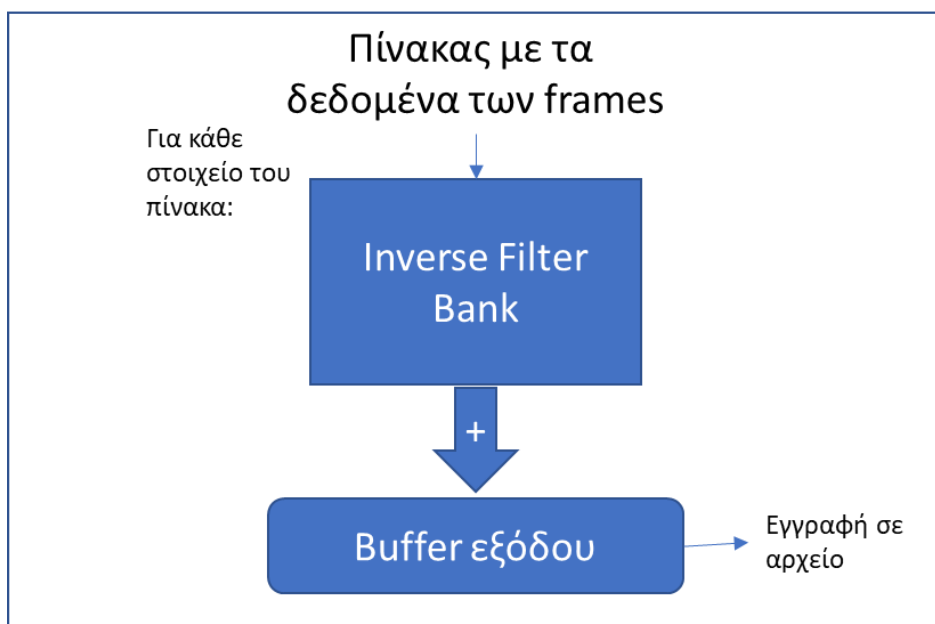 Πίνακας με τα
δεδομένα των frames
Για κάθε
στοιχείο του
πίνακα:
Inverse Filter
Bank
+
Buffer εξόδου
Εγγραφή σε
αρχείο